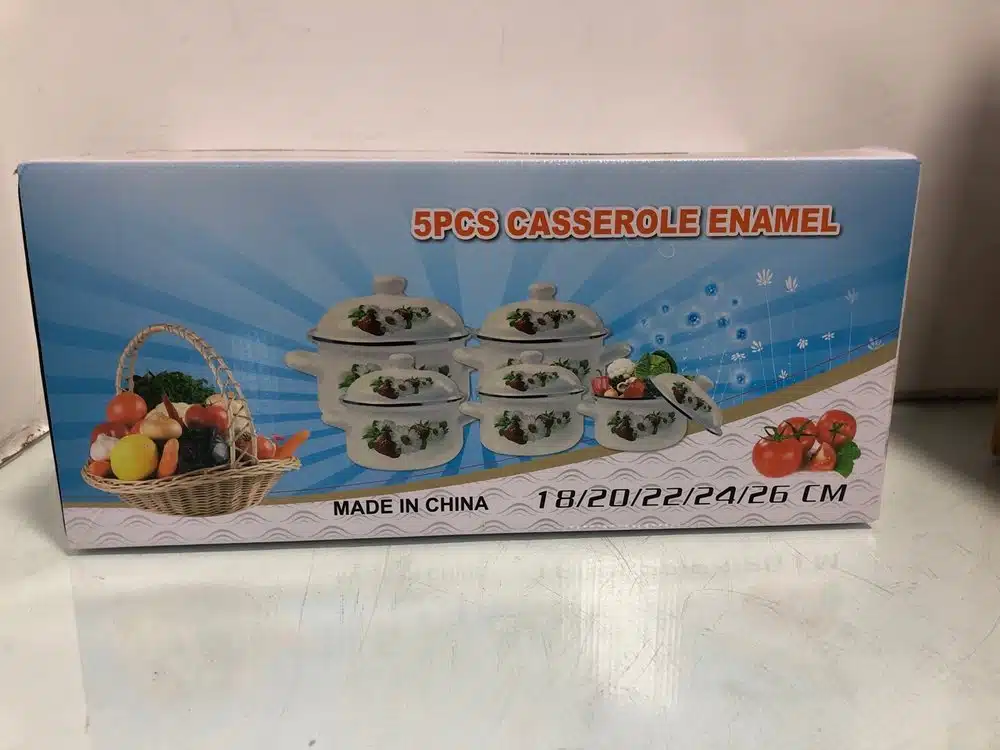 5PCS CASSEROLE ENAMEL
MADE IN CHINA
18/20/22/24/26 CM